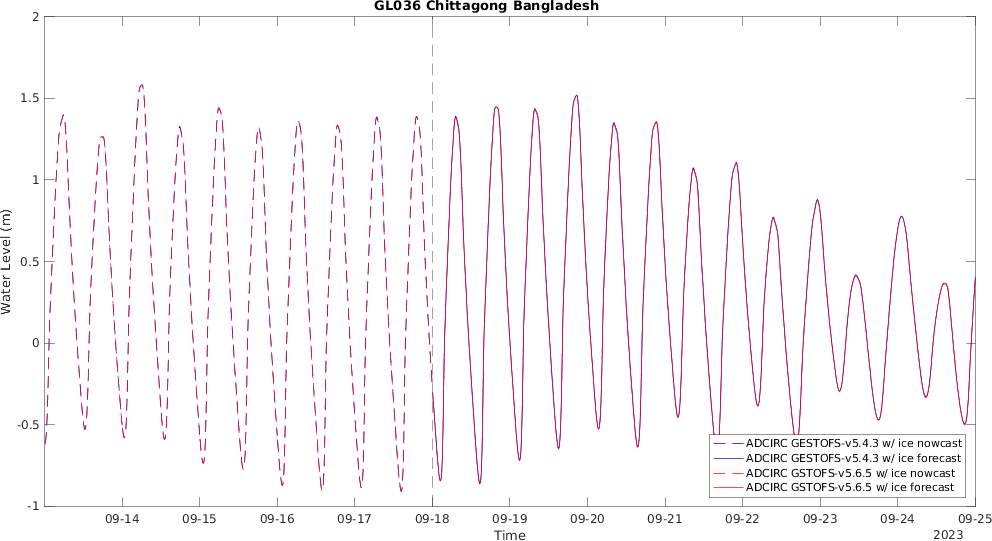 GL036 Chittagong Bangladesh
2
1.5
1
0.5
0
-0.5
-1
Water Level (m)
ADCIRC GESTOFS-v5.4.3 w/ ice nowcast
ADCIRC GESTOFS-v5.4.3 w/ ice forecast
ADCIRC GSTOFS-v5.6.5 w/ ice nowcast
ADCIRC GSTOFS-v5.6.5 w/ ice forecast
09-14 09-15 09-16 09-17 09-18 09-19 09-20 09-21 09-22 09-23 09-24 09-25
Time
2023